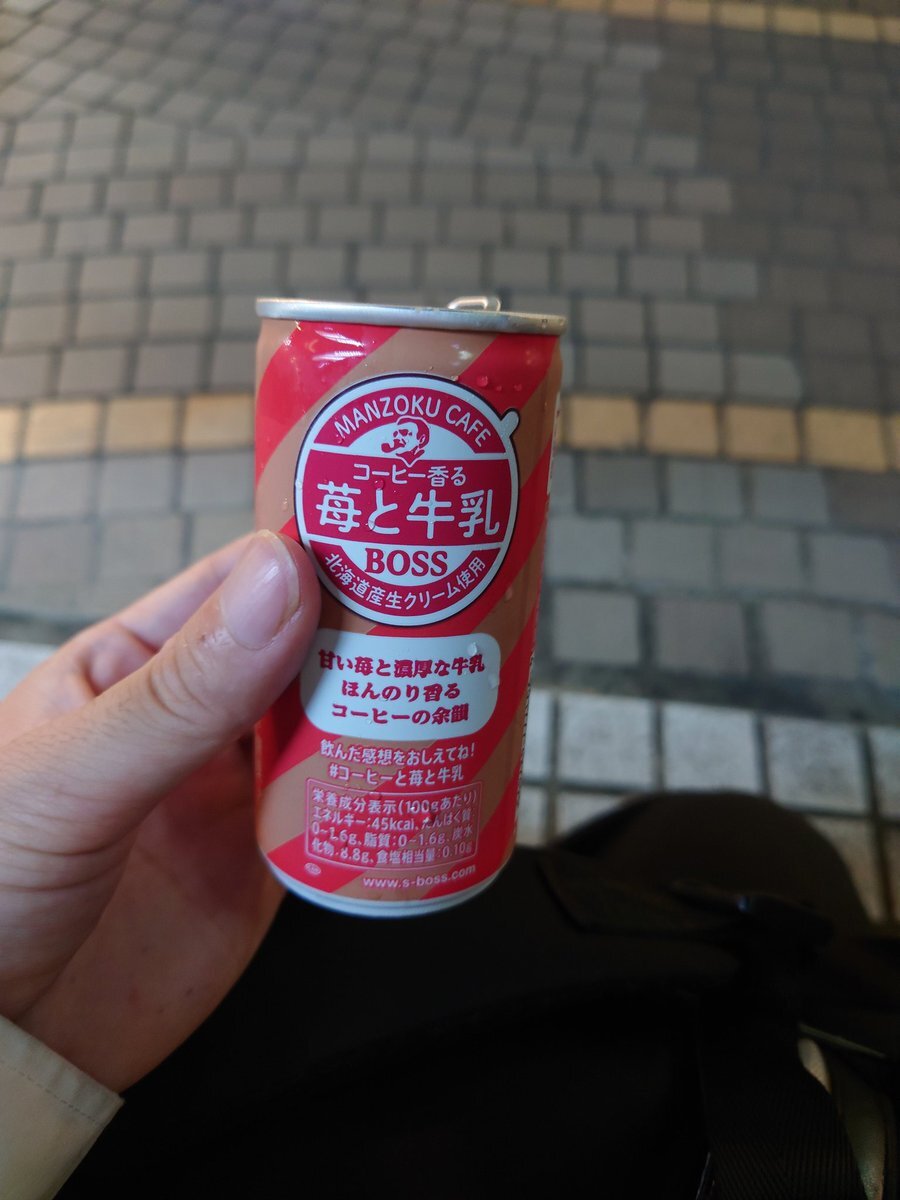 MANZOKU CAFE
コーヒー香る
苺と牛乳
BOSS
北海道産生クリーム使用
甘い苺と濃厚な牛乳
ほんのり香る
コーヒーの余韻
飲んだ感想をおしえてね!
#コーヒーと苺と牛乳
栄養成分表示(100gあたり)
エネルギー:45kcal、たんぱく質:
0~1.6g、脂質:0~1.6g、炭水
化物:8.8g、食塩相当量:0.10g
www.s-boss.com